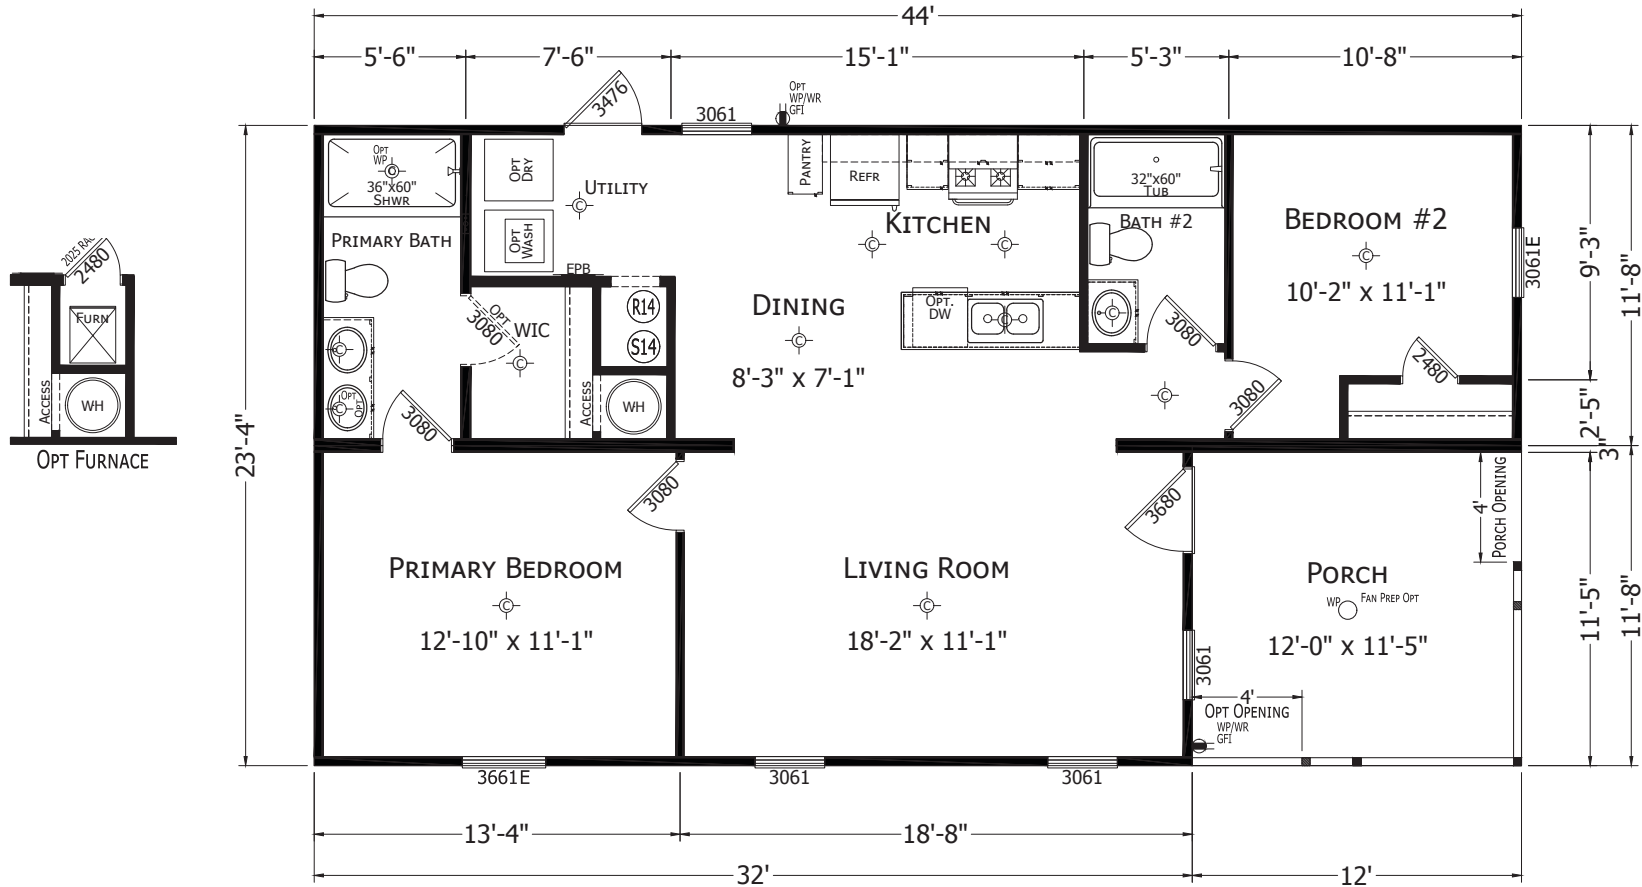 44'
5'-6"
7'-6"
15'-1"
5'-3"
10'-8"
3476
3061
OPT
WP/WR
GFI
OPT
WP
36"x60"
SHWR
OPT
DRY
UTILITY
OPT
WASH
PANTRY
REFR
KITCHEN
32"x60"
TUB
BATH #2
BEDROOM #2
10'-2" x 11'-1"
3061E
9'-3"
11'-8"
PRIMARY BATH
EPB
OPT
3080
WIC
R14
S14
DINING
8'-3" x 7'-1"
OPT.
DW
3080
2480
3080
2'-5"
3"
OPT
OPT
3080
ACCESS
WH
2480
FURN
ACCESS
WH
OPT FURNACE
23'-4"
3080
3680
4'
PORCH OPENING
PRIMARY BEDROOM
12'-10" x 11'-1"
LIVING ROOM
18'-2" x 11'-1"
PORCH
WP
FAN PREP OPT
12'-0" x 11'-5"
11'-5"
11'-8"
3061
4'
OPT OPENING
WP/WR
GFI
3661E
3061
3061
13'-4"
18'-8"
32'
12'
C
C
C
C
C
C
C
C
C
C
C
C
C
C